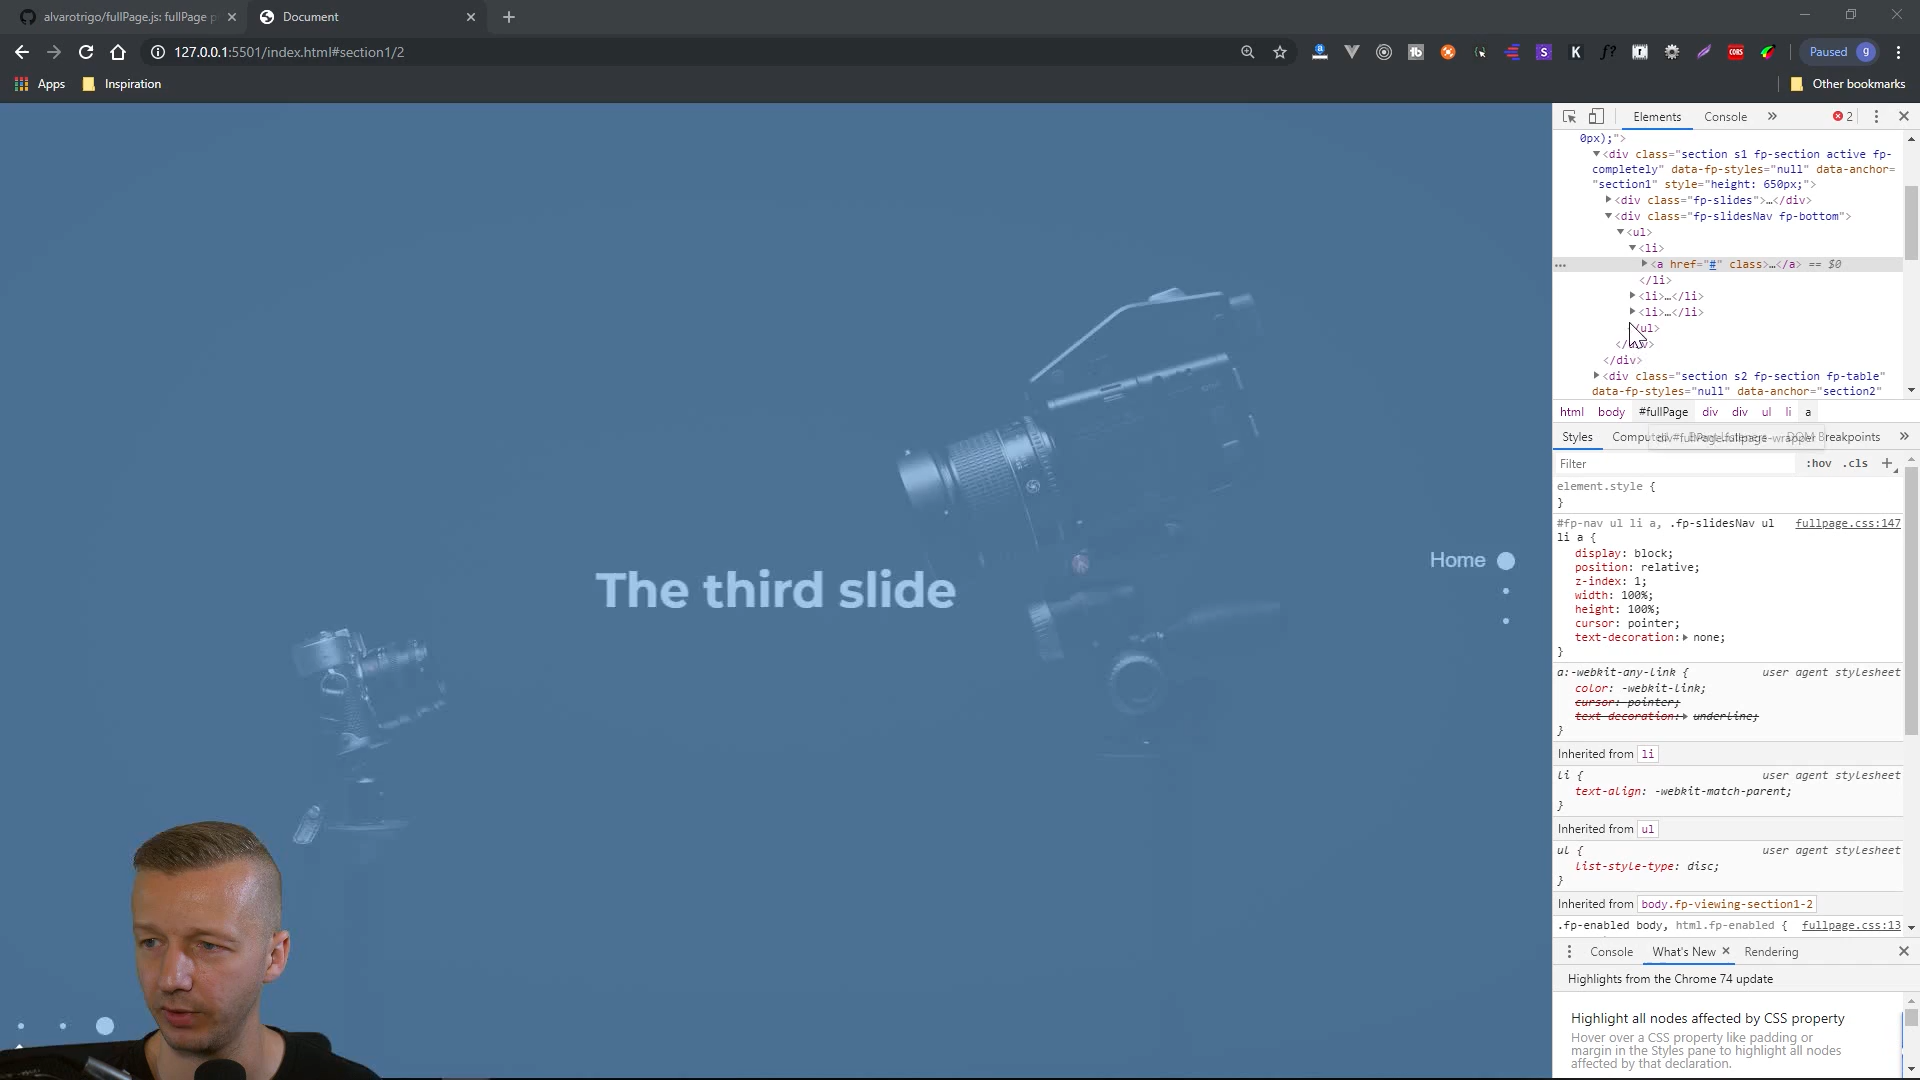 alvarotrigo/fullPage.js: fullPage p
Document
127.0.0.1:5501/index.html#section1/2
Paused g
Apps
Inspiration
Other bookmarks
Elements
Console
2
0px);">
<div class="section s1 fp-section active fp-
completely" data-fp-styles="null" data-anchor=
"section1" style="height: 650px;">
<div class="fp-slides">…</div>
<div class="fp-slidesNav fp-bottom">
<ul>
<li>
<a href="#" class>…</a> == $0
</li>
<li>…</li>
<li>…</li>
</ul>
</div>
</div>
<div class="section s2 fp-section fp-table"
data-fp-styles="null" data-anchor="section2"
html body #fullPage div div ul li a
Styles
div#fullPage.fullpage-wrapper
Breakpoints
Filter
:hov .cls
element.style {
}
#fp-nav ul li a, .fp-slidesNav ul fullpage.css:147
li a {
display: block;
position: relative;
z-index: 1;
width: 100%;
height: 100%;
cursor: pointer;
text-decoration: none;
}
a:-webkit-any-link { user agent stylesheet
color: -webkit-link;
cursor: pointer;
text-decoration: underline;
}
Inherited from li
li { user agent stylesheet
text-align: -webkit-match-parent;
}
Inherited from ul
ul { user agent stylesheet
list-style-type: disc;
}
Inherited from body.fp-viewing-section1-2
.fp-enabled body, html.fp-enabled { fullpage.css:13
Console
What's New
Rendering
Highlights from the Chrome 74 update
Highlight all nodes affected by CSS property
Hover over a CSS property like padding or
margin in the Styles pane to highlight all nodes
affected by that declaration.
Home
The third slide